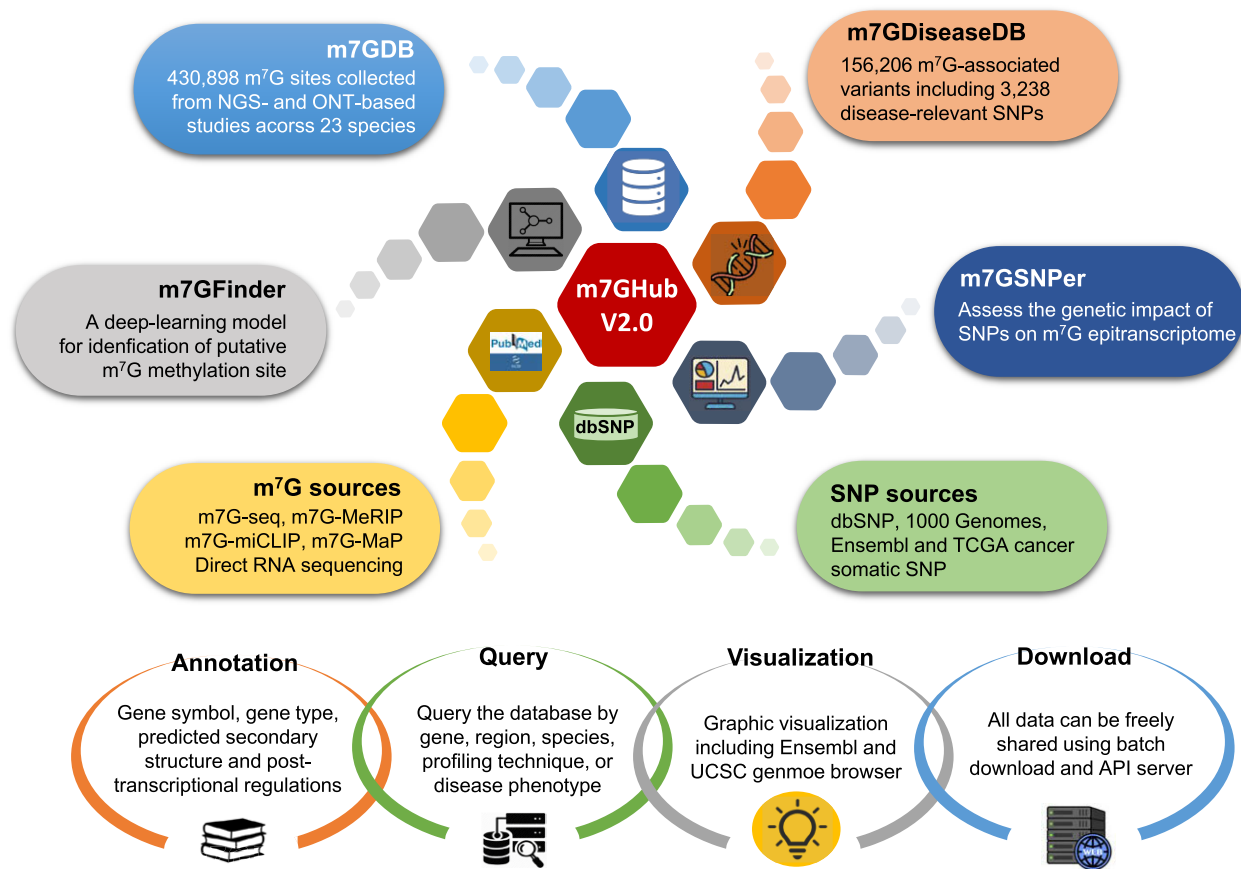 m7GDB
430,898 m⁷G sites collected
from NGS- and ONT-based
studies acorss 23 species
m7GDiseaseDB
156,206 m⁷G-associated
variants including 3,238
disease-relevant SNPs
m7GFinder
A deep-learning model
for idenfication of putative
m⁷G methylation site
m7GHub
V2.0
m7GSNPer
Assess the genetic impact of
SNPs on m⁷G epitranscriptome
PubMed
dbSNP
m⁷G sources
m7G-seq, m7G-MeRIP
m7G-miCLIP, m7G-MaP
Direct RNA sequencing
SNP sources
dbSNP, 1000 Genomes,
Ensembl and TCGA cancer
somatic SNP
Annotation
Gene symbol, gene type,
predicted secondary
structure and post-
transcriptional regulations
Query
Query the database by
gene, region, species,
profiling technique, or
disease phenotype
Visualization
Graphic visualization
including Ensembl and
UCSC genmoe browser
Download
All data can be freely
shared using batch
download and API server
WEB